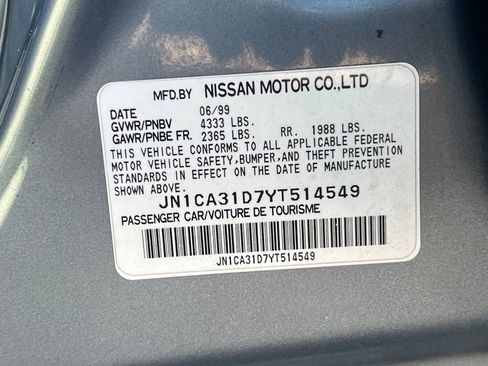 MFD.BY NISSAN MOTOR CO.,LTD
DATE 06/99
GVWR/PNBV 4333 LBS.
GAWR/PNBE FR. 2365 LBS. RR. 1988 LBS.
THIS VEHICLE CONFORMS TO ALL APPLICABLE FEDERAL
MOTOR VEHICLE SAFETY,BUMPER,AND THEFT PREVENTION
STANDARDS IN EFFECT ON THE DATE OF MANUFACTURE
SHOWN ABOVE.
JN1CA31D7YT514549
PASSENGER CAR/VOITURE DE TOURISME
JN1CA31D7YT514549